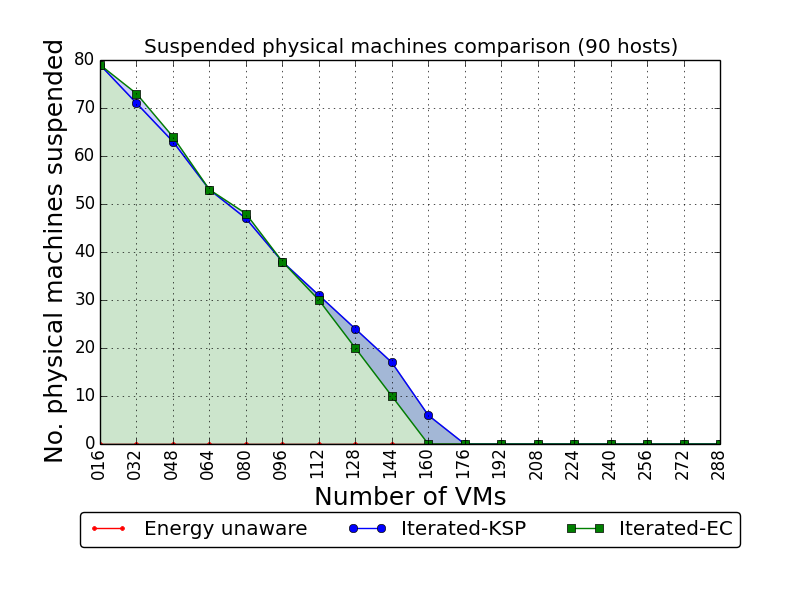 Suspended physical machines comparison (90 hosts)
No. physical machines suspended
80
70
60
50
40
30
20
10
0
016 032 048 064 080 096 112 128 144 160 176 192 208 224 240 256 272 288
Number of VMs
Energy unaware Iterated-KSP Iterated-EC